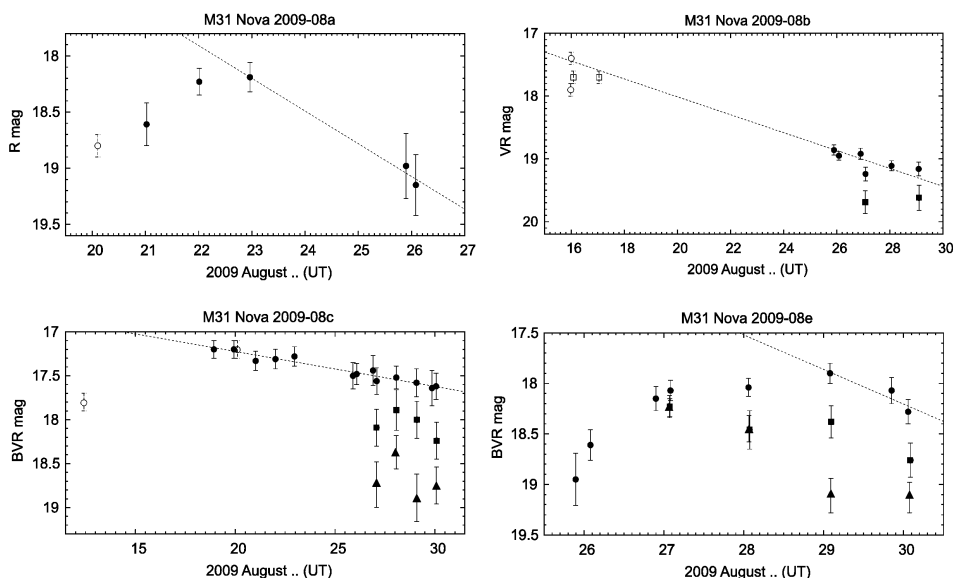 M31 Nova 2009-08a
R mag
18
18.5
19
19.5
20 21 22 23 24 25 26 27
2009 August .. (UT)
M31 Nova 2009-08b
VR mag
17
18
19
20
16 18 20 22 24 26 28 30
2009 August .. (UT)
M31 Nova 2009-08c
BVR mag
17
17.5
18
18.5
19
15 20 25 30
2009 August .. (UT)
M31 Nova 2009-08e
BVR mag
17.5
18
18.5
19
19.5
26 27 28 29 30
2009 August .. (UT)